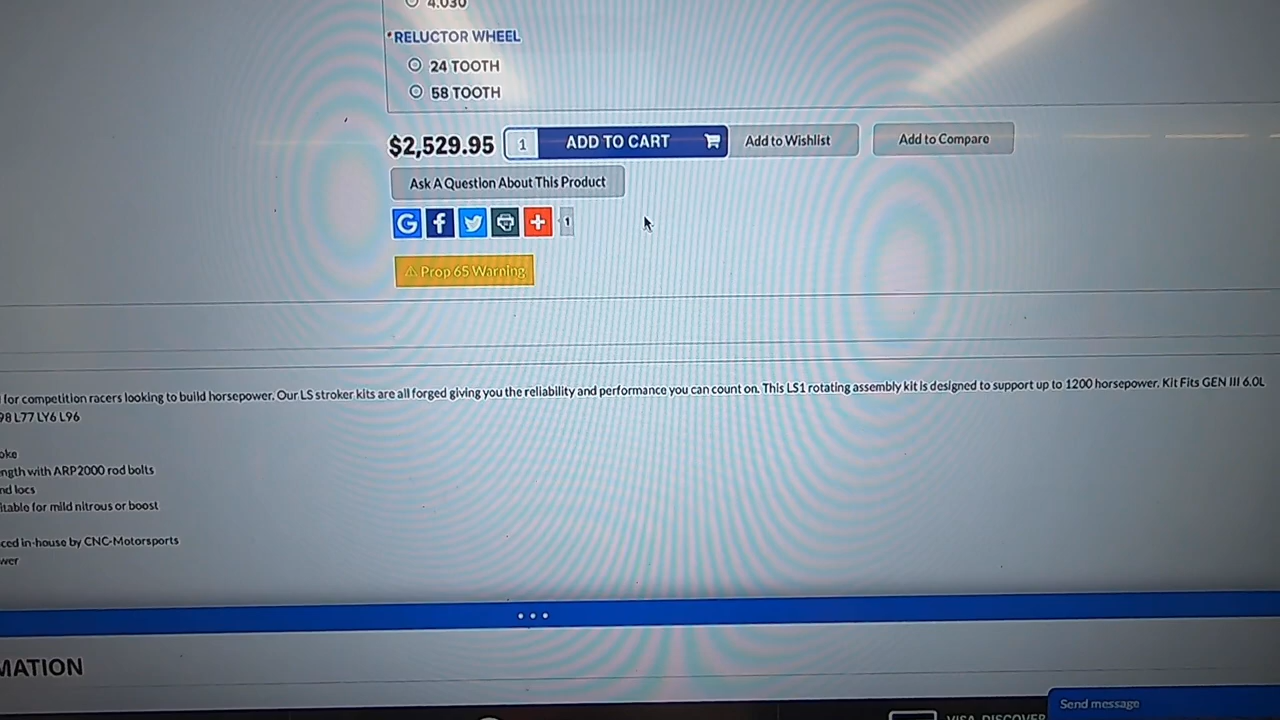 4.030
*RELUCTOR WHEEL
24 TOOTH
58 TOOTH
$2,529.95 1 ADD TO CART Add to Wishlist Add to Compare
Ask A Question About This Product
1
Prop 65 Warning
for competition racers looking to build horsepower. Our LS stroker kits are all forged giving you the reliability and performance you can count on. This LS1 rotating assembly kit is designed to support up to 1200 horsepower. Kit Fits GEN III 6.0L
98 L77 LY6 L96
oke
ngth with ARP2000 rod bolts
nd locs
itable for mild nitrous or boost
ced in-house by CNC-Motorsports
wer
MATION
VISA, DISCOVER
Send message